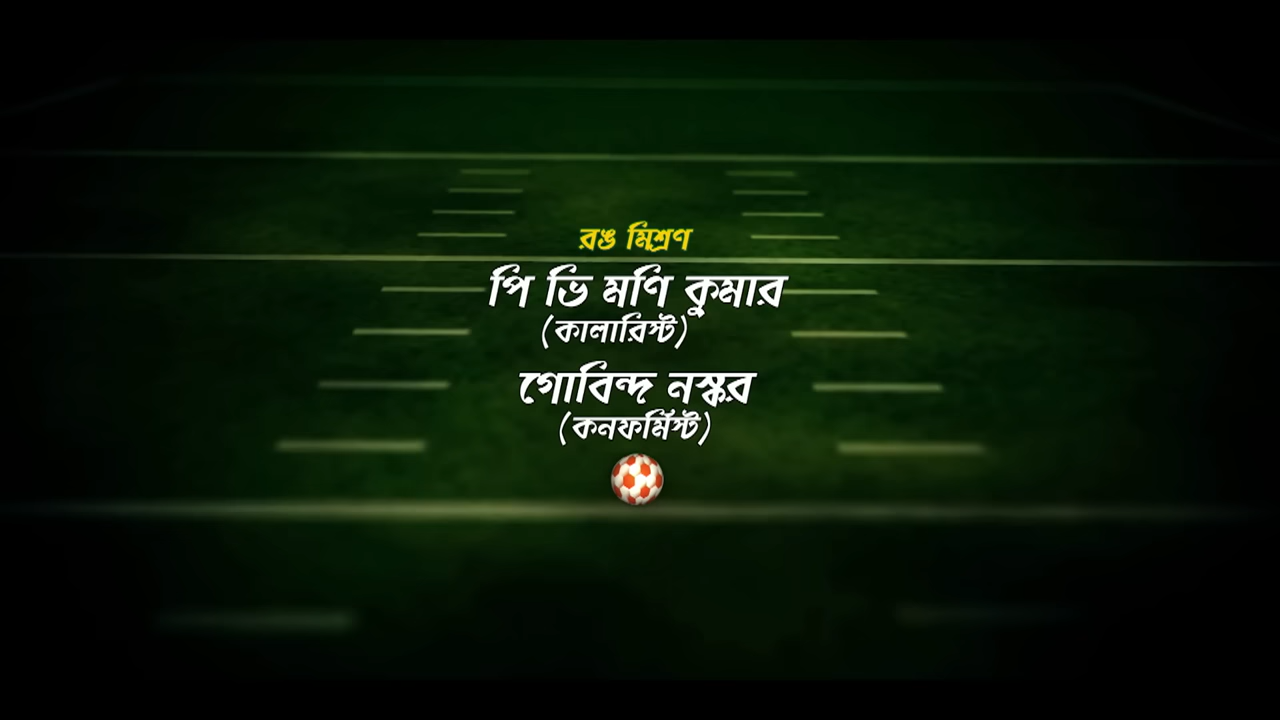 রঙ মিশ্রণ
পি ভি মণি কুমার
(কালারিস্ট)
গোবিন্দ নস্কর
(কনফর্মিস্ট)